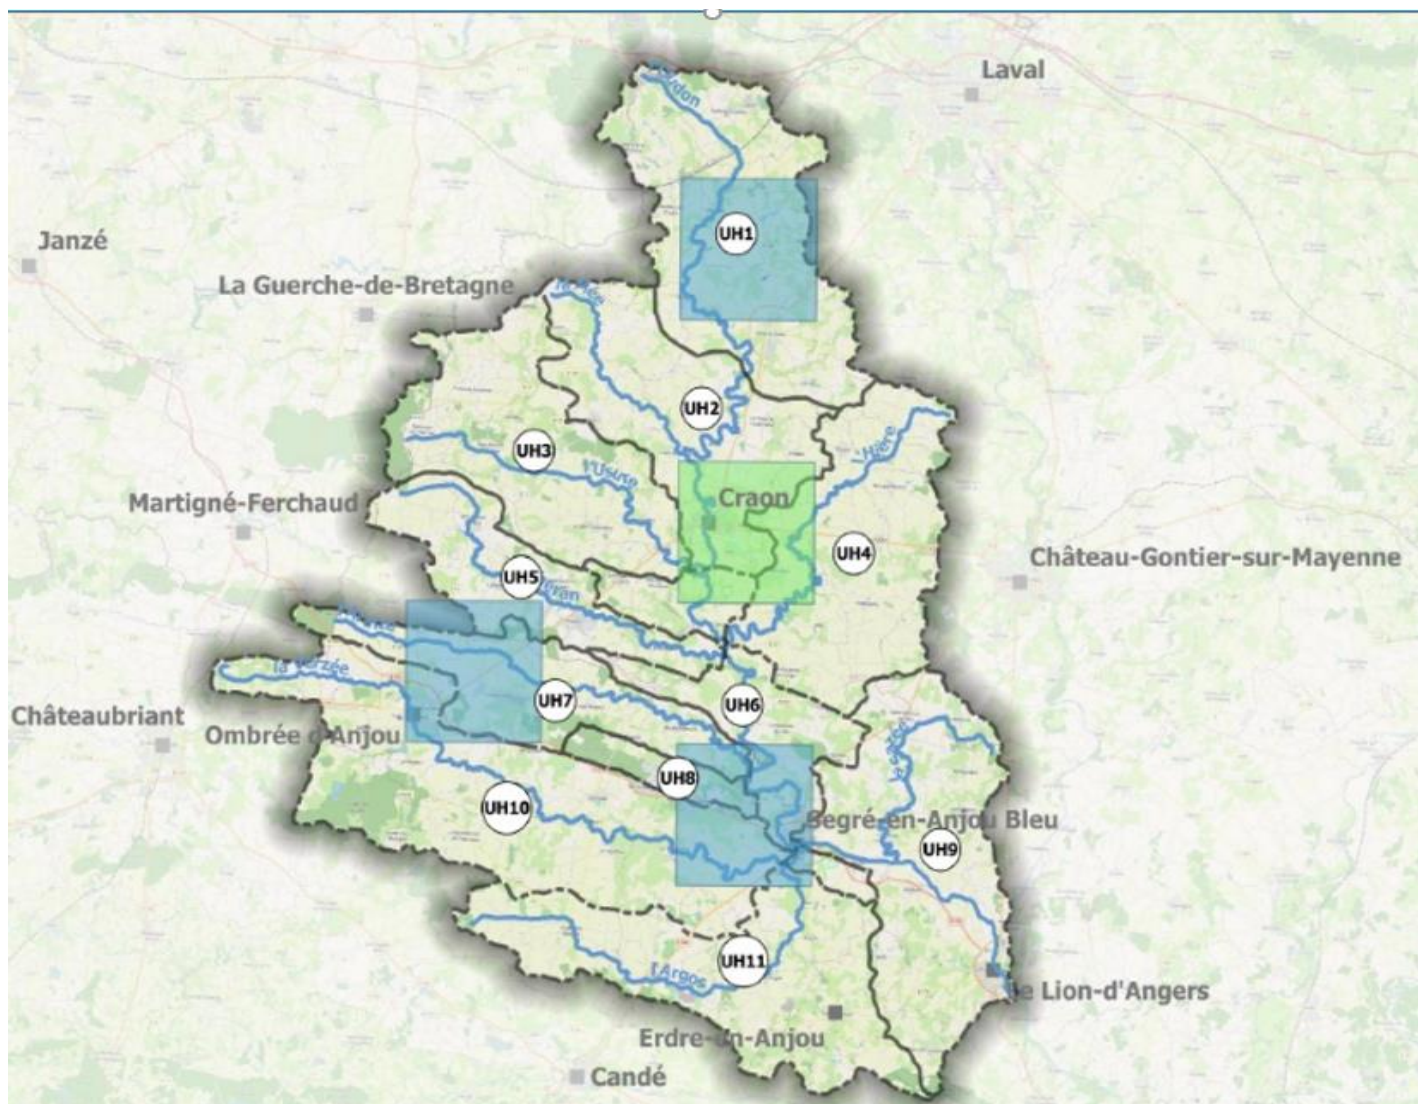 Laval
Janzé
UH1
La Guerche-de-Bretagne
UH2
l'Hière
UH3
l'Usure
Martigné-Ferchaud
Craon
UH4
Château-Gontier-sur-Mayenne
UH5
la Verzée
UH7
UH6
Châteaubriant
Ombrée d'Anjou
UH8
UH10
Segré-en-Anjou Bleu
UH9
UH11
l'Argos
le Lion-d'Angers
Erdre-en-Anjou
Candé